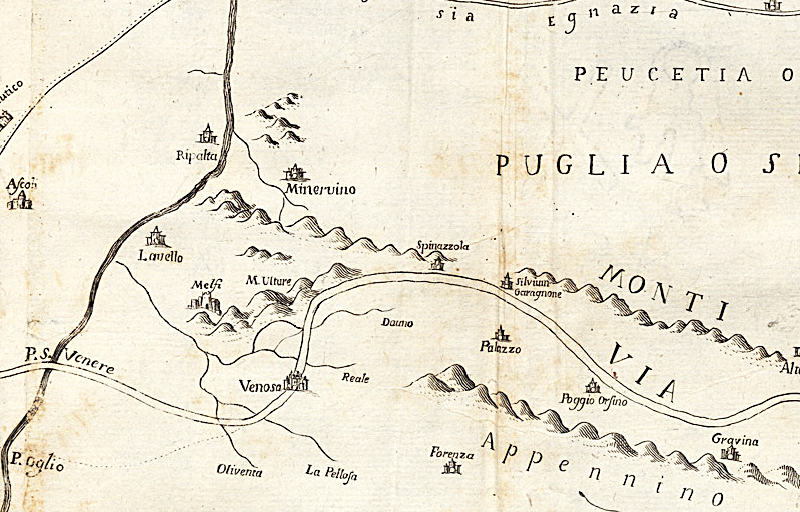 sia Egnazia
PEUCETIA O
PUGLIA O
Ripalta
Minervino
Ascoli
Lavello
Spinazzola
Melfi
M. Vlture
Silvium
Garagnone
MONTI
Dauno
Palazzo
P. S. Venere
VIA
Venosa
Reale
Poggio Orsino
Appennino
Gravina
Forenza
P. Oglio
Oliventa
La Pellosa